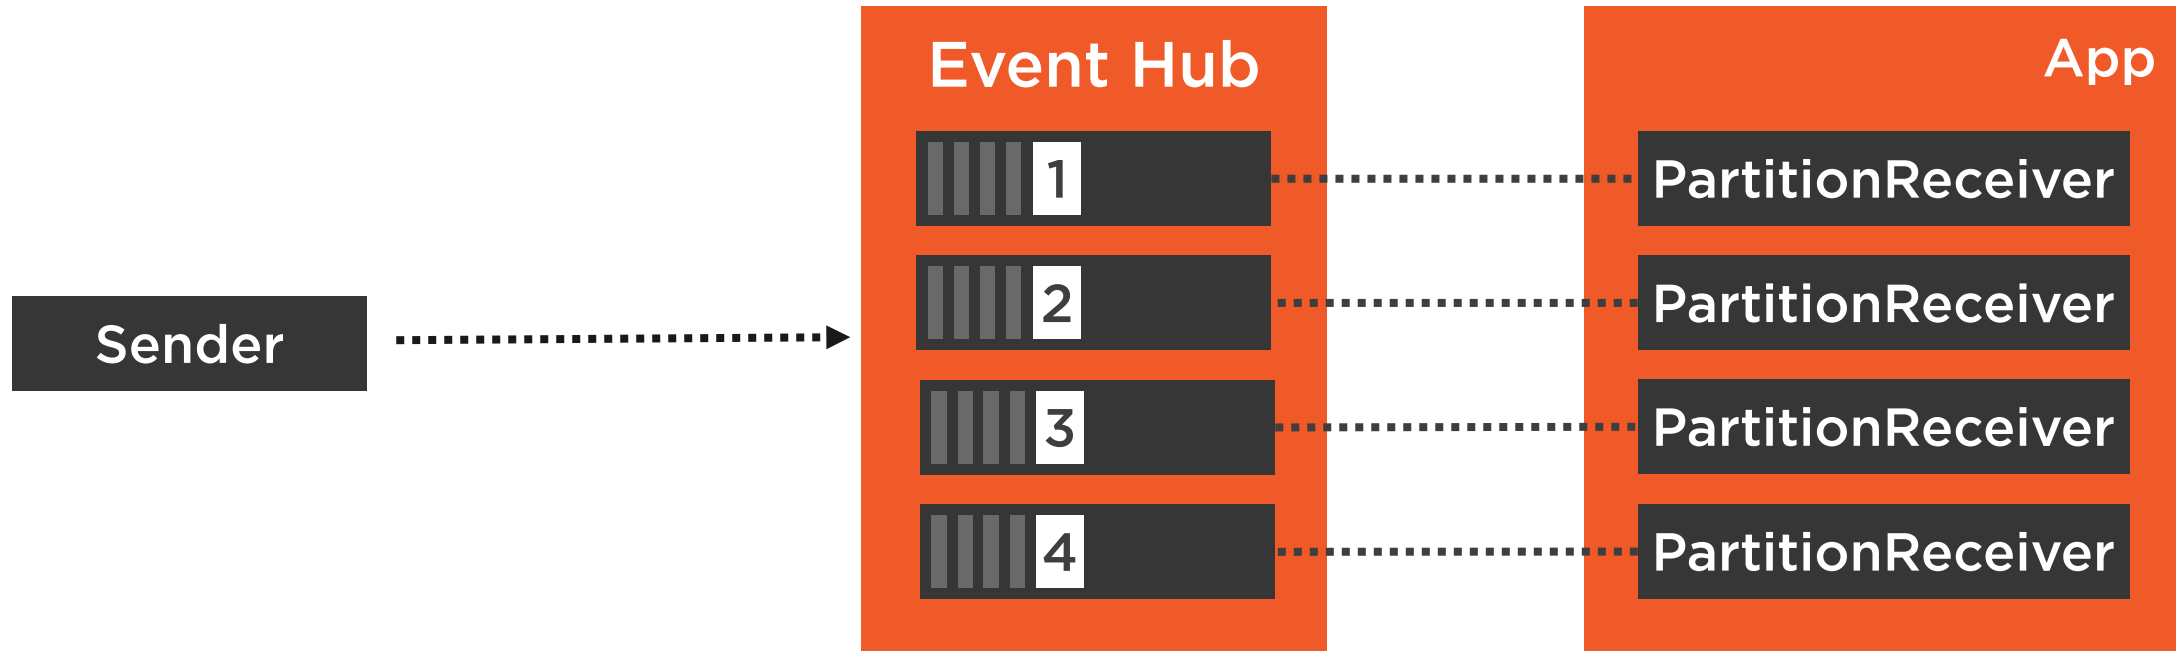 Sender
Event Hub
1
2
3
4
App
PartitionReceiver
PartitionReceiver
PartitionReceiver
PartitionReceiver